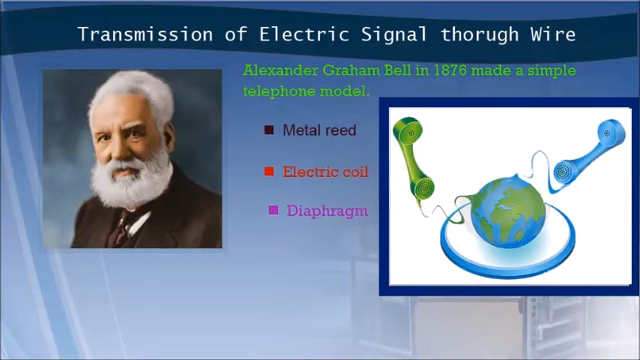 Transmission of Electric Signal thorugh Wire
Alexander Graham Bell in 1876 made a simple
telephone model.
Metal reed
Electric coil
Diaphragm